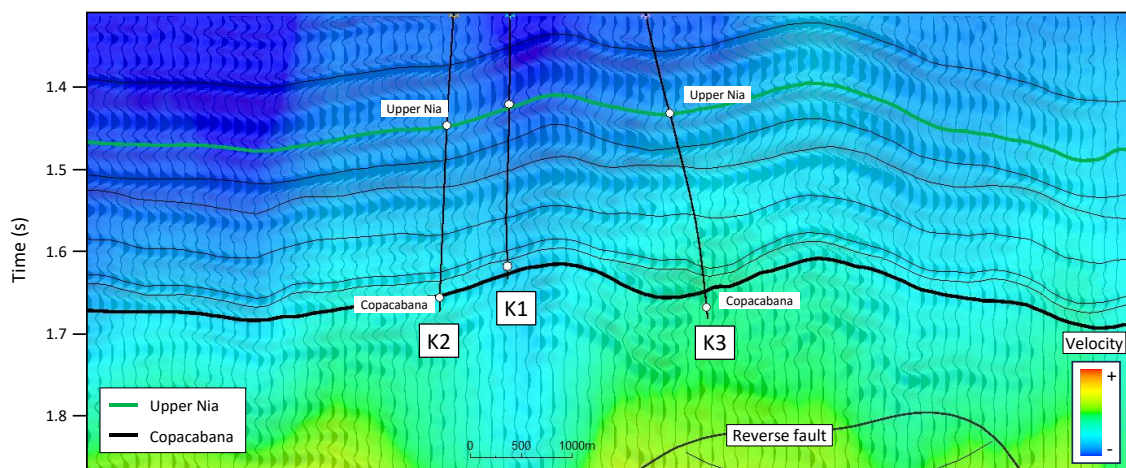 Time (s)
1.4
1.5
1.6
1.7
1.8
Upper Nia
Upper Nia
Copacabana
Copacabana
K2
K1
K3
Velocity
+
-
Upper Nia
Copacabana
0 500 1000m
Reverse fault